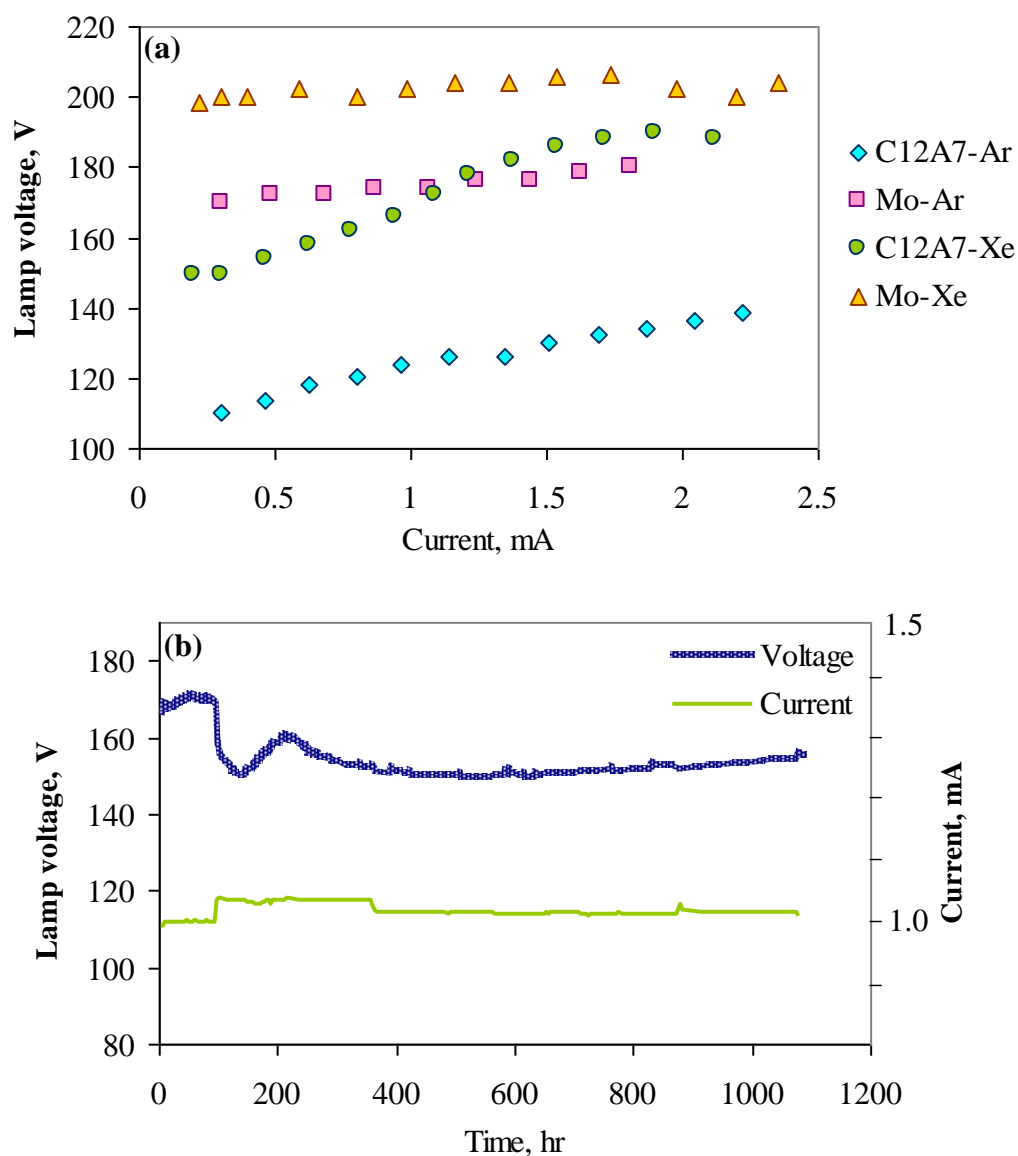 (a)
220
200
180
160
140
120
100
Lamp voltage, V
0 0.5 1 1.5 2 2.5
Current, mA
C12A7-Ar
Mo-Ar
C12A7-Xe
Mo-Xe
(b)
180
160
140
120
100
80
Lamp voltage, V
Voltage
Current
1.5
1.0
Current, mA
0 200 400 600 800 1000 1200
Time, hr